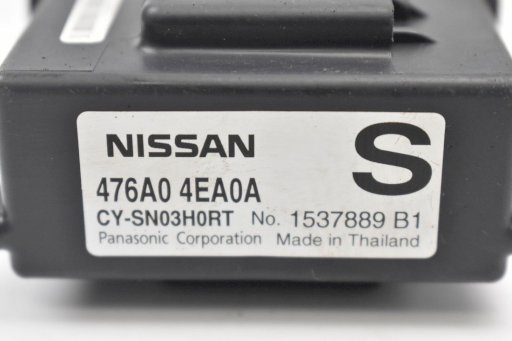 NISSAN
S
476A0 4EA0A
CY-SN03H0RT No. 1537889 B1
Panasonic Corporation Made in Thailand